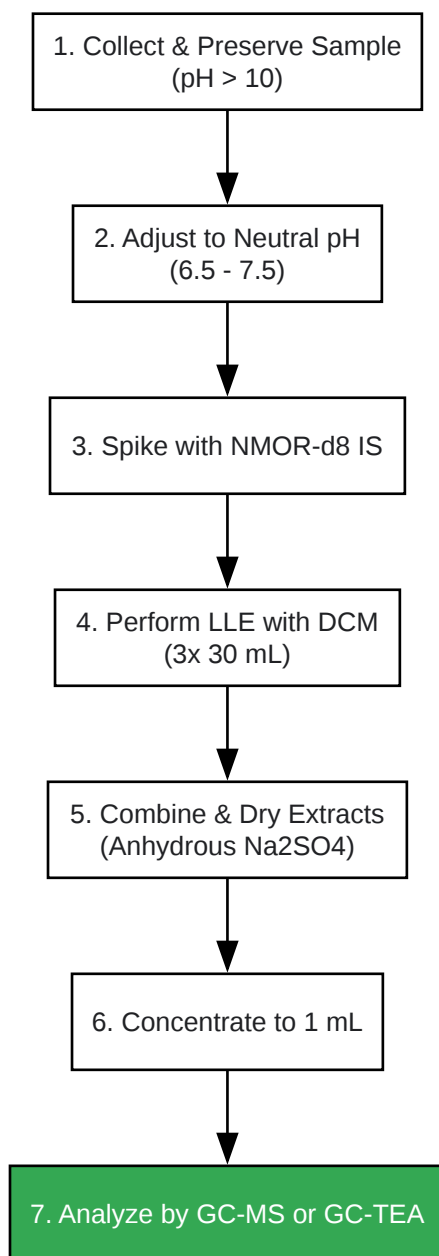 1. Collect & Preserve Sample
(pH > 10)
2. Adjust to Neutral pH
(6.5 - 7.5)
3. Spike with NMOR-d8 IS
4. Perform LLE with DCM
(3x 30 mL)
5. Combine & Dry Extracts
(Anhydrous Na2SO4)
6. Concentrate to 1 mL
7. Analyze by GC-MS or GC-TEA